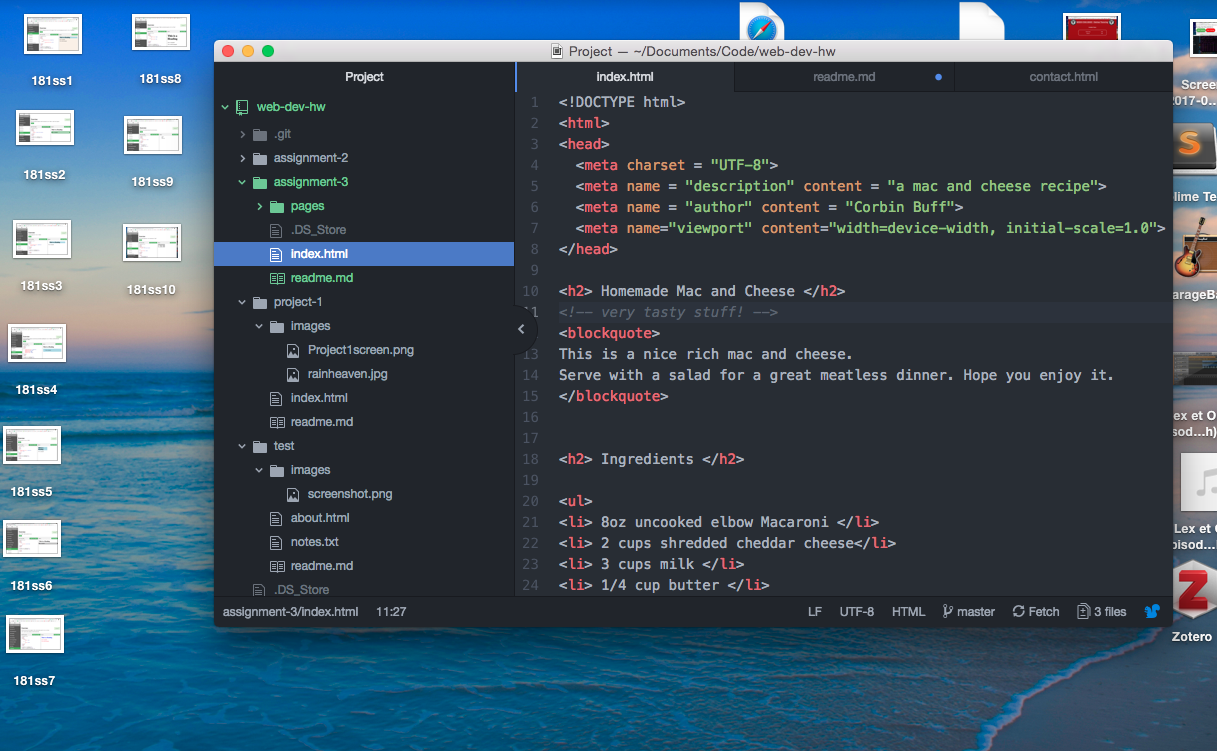 181ss1
181ss8
181ss2
181ss9
181ss3
181ss10
181ss4
181ss5
181ss6
181ss7
Project — ~/Documents/Code/web-dev-hw
Project
web-dev-hw
.git
assignment-2
assignment-3
pages
.DS_Store
index.html
readme.md
project-1
images
Project1screen.png
rainheaven.jpg
index.html
readme.md
test
images
screenshot.png
about.html
notes.txt
readme.md
.DS_Store
index.html
readme.md
contact.html
1 <!DOCTYPE html>
2 <html>
3 <head>
4 <meta charset = "UTF-8">
5 <meta name = "description" content = "a mac and cheese recipe">
6 <meta name = "author" content = "Corbin Buff">
7 <meta name="viewport" content="width=device-width, initial-scale=1.0">
8 </head>
9
10 <h2> Homemade Mac and Cheese </h2>
11 <!-- very tasty stuff! -->
<blockquote>
13 This is a nice rich mac and cheese.
14 Serve with a salad for a great meatless dinner. Hope you enjoy it.
15 </blockquote>
16
17
18 <h2> Ingredients </h2>
19
20 <ul>
21 <li> 8oz uncooked elbow Macaroni </li>
22 <li> 2 cups shredded cheddar cheese</li>
23 <li> 3 cups milk </li>
24 <li> 1/4 cup butter </li>
assignment-3/index.html 11:27
LF UTF-8 HTML master Fetch 3 files
Scree
2017-0...
S
lime Te
arageBa
ex et O
sod...h)
Lex et O
pisod...
Z
Zotero